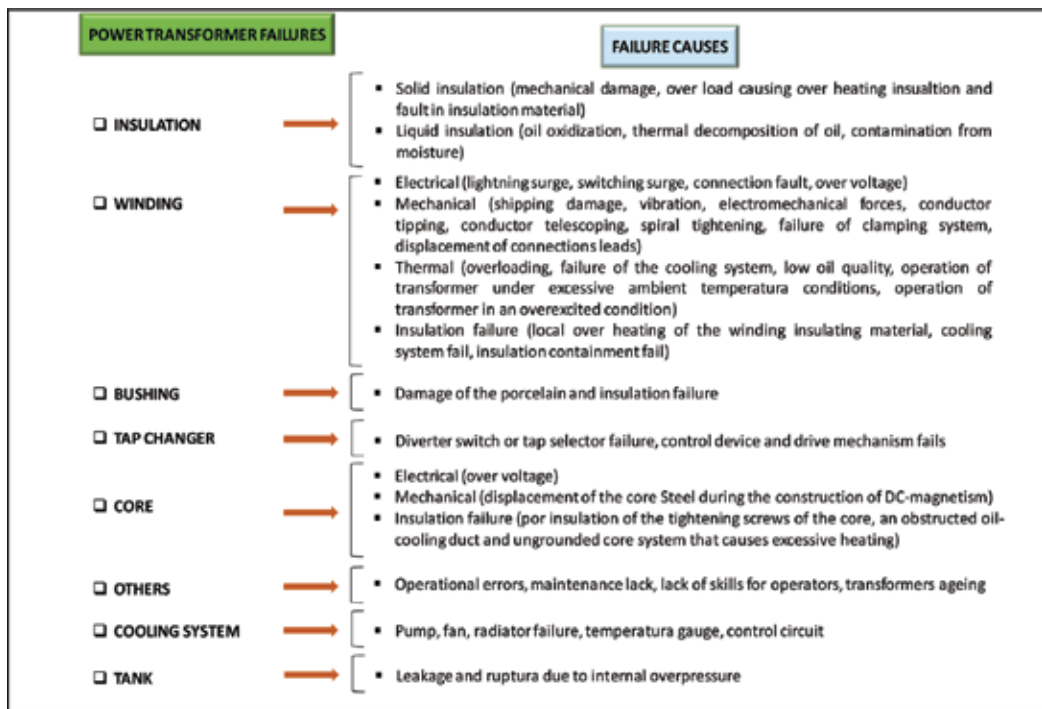 POWER TRANSFORMER FAILURES
FAILURE CAUSES
INSULATION
Solid insulation (mechanical damage, over load causing over heating insualtion and
fault in insulation material)
Liquid insulation (oil oxidization, thermal decomposition of oil, contamination from
moisture)
WINDING
Electrical (lightning surge, switching surge, connection fault, over voltage)
Mechanical (shipping damage, vibration, electromechanical forces, conductor
tipping, conductor telescoping, spiral tightening, failure of clamping system,
displacement of connections leads)
Thermal (overloading, failure of the cooling system, low oil quality, operation of
transformer under excessive ambient temperatura conditions, operation of
transformer in an overexcited condition)
Insulation failure (local over heating of the winding insulating material, cooling
system fail, insulation containment fail)
BUSHING
Damage of the porcelain and insulation failure
TAP CHANGER
Diverter switch or tap selector failure, control device and drive mechanism fails
CORE
Electrical (over voltage)
Mechanical (displacement of the core Steel during the construction of DC-magnetism)
Insulation failure (por insulation of the tightening screws of the core, an obstructed oil-
cooling duct and ungrounded core system that causes excessive heating)
OTHERS
Operational errors, maintenance lack, lack of skills for operators, transformers ageing
COOLING SYSTEM
Pump, fan, radiator failure, temperatura gauge, control circuit
TANK
Leakage and ruptura due to internal overpressure